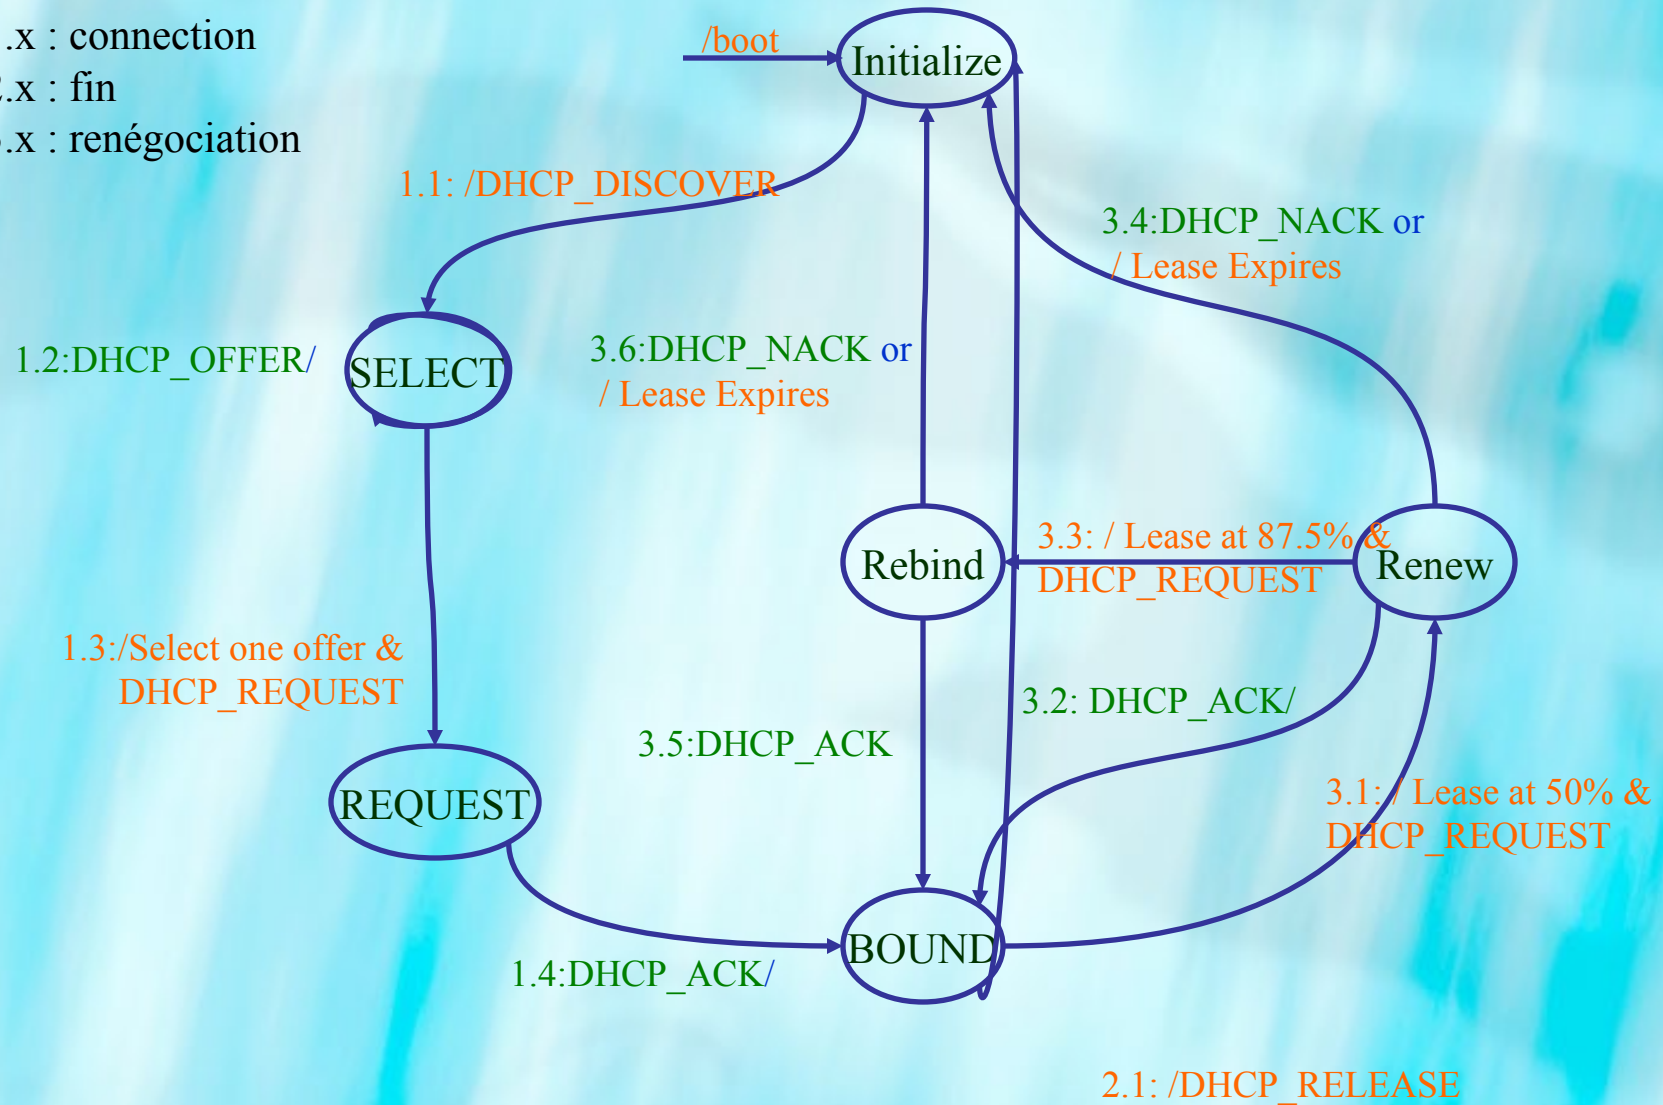 .x : connection
2.x : fin
.x : renégociation
/boot
Initialize
1.1: /DHCP_DISCOVER
3.4:DHCP_NACK or
/ Lease Expires
1.2:DHCP_OFFER/
SELECT
3.6:DHCP_NACK or
/ Lease Expires
Rebind
3.3: / Lease at 87.5% &
DHCP_REQUEST
Renew
1.3:/Select one offer &
DHCP_REQUEST
3.2: DHCP_ACK/
3.5:DHCP_ACK
REQUEST
3.1: / Lease at 50% &
DHCP_REQUEST
BOUND
1.4:DHCP_ACK/
2.1: /DHCP_RELEASE